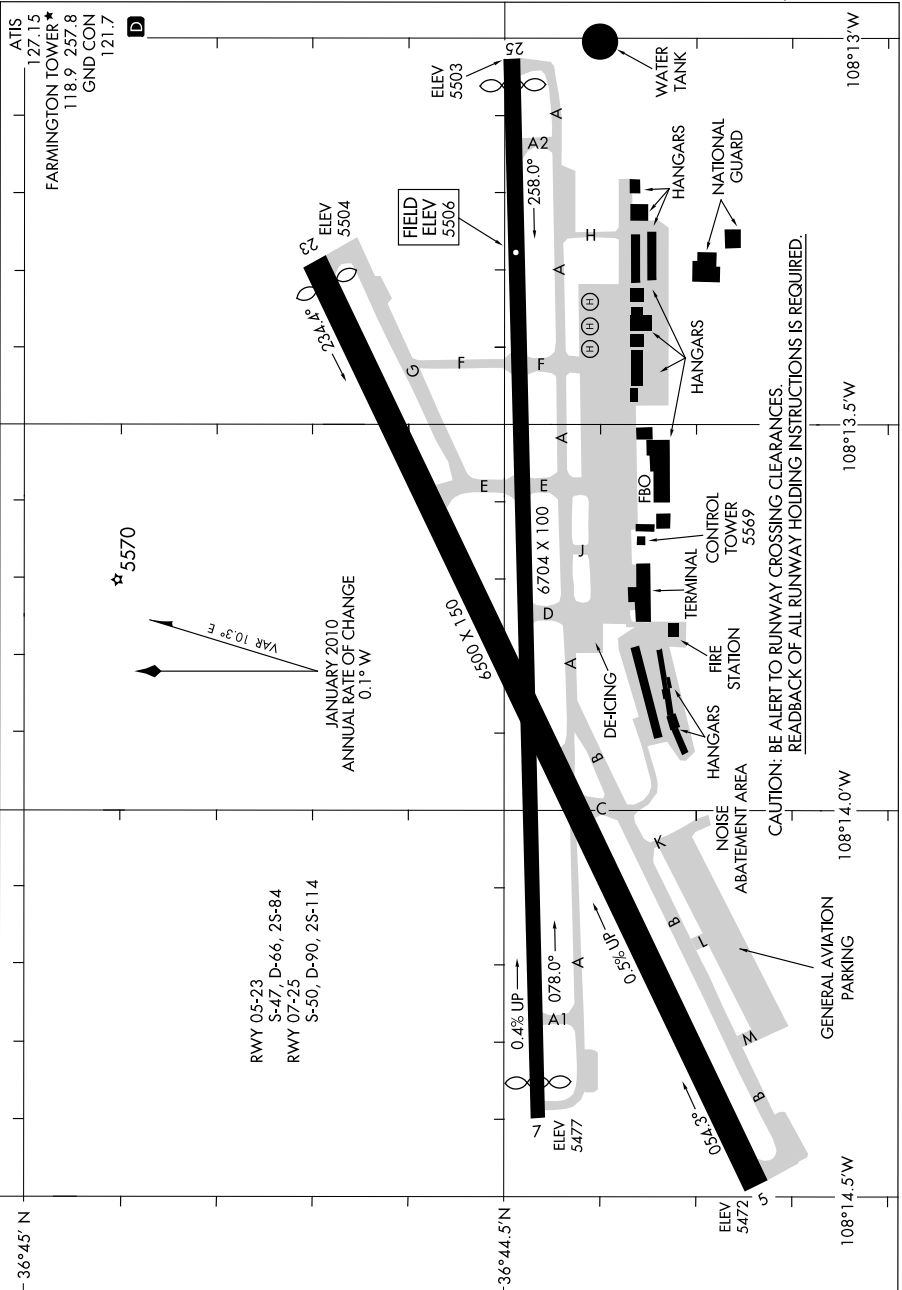 ATIS
127.15
FARMINGTON TOWER
118.9 257.8
GND CON
121.7
D
36°45' N
36°44.5'N
108°14.5'W
108°14.0'W
108°13.5'W
108°13'W
RWY 05-23
S-47, D-66, 2S-84
RWY 07-25
S-50, D-90, 2S-114
VAR 10.3° E
JANUARY 2010
ANNUAL RATE OF CHANGE
0.1° W
5570
23
ELEV
5504
234.4°
FIELD
ELEV
5506
ELEV
5503
25
258.0°
A2
A
A
A
A
A
A1
G
F
F
E
E
H
H
H
H
J
D
B
C
K
B
L
M
B
6500 X 150
6704 X 100
0.4% UP
078.0°
7
ELEV
5477
0.5% UP
054.3°
5
ELEV
5472
WATER
TANK
HANGARS
NATIONAL
GUARD
HANGARS
FBO
CONTROL
TOWER
5569
TERMINAL
FIRE
STATION
DE-ICING
HANGARS
NOISE
ABATEMENT AREA
GENERAL AVIATION
PARKING
CAUTION: BE ALERT TO RUNWAY CROSSING CLEARANCES.
READBACK OF ALL RUNWAY HOLDING INSTRUCTIONS IS REQUIRED.